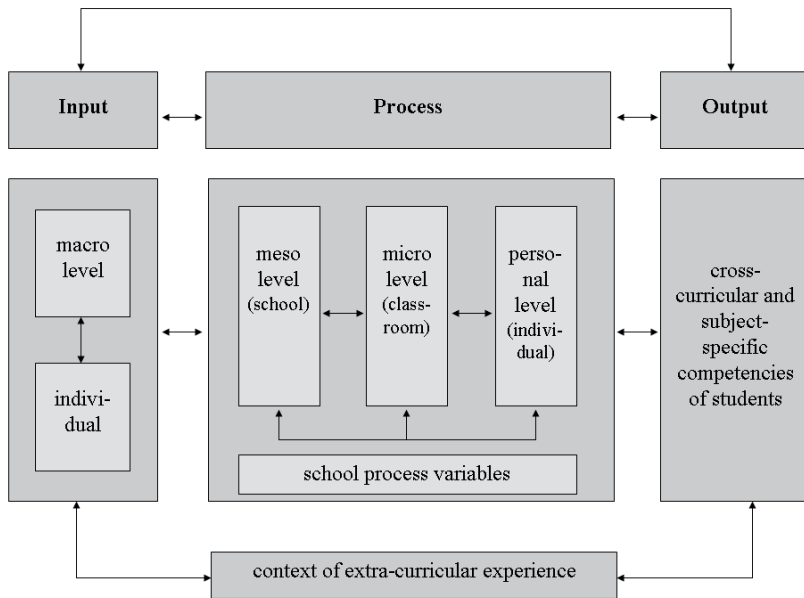 Input
Process
Output
macro
level
indivi-
dual
meso
level
(school)
micro
level
(class-
room)
perso-
nal
level
(indivi-
dual)
school process variables
cross-
curricular and
subject-
specific
competencies
of students
context of extra-curricular experience